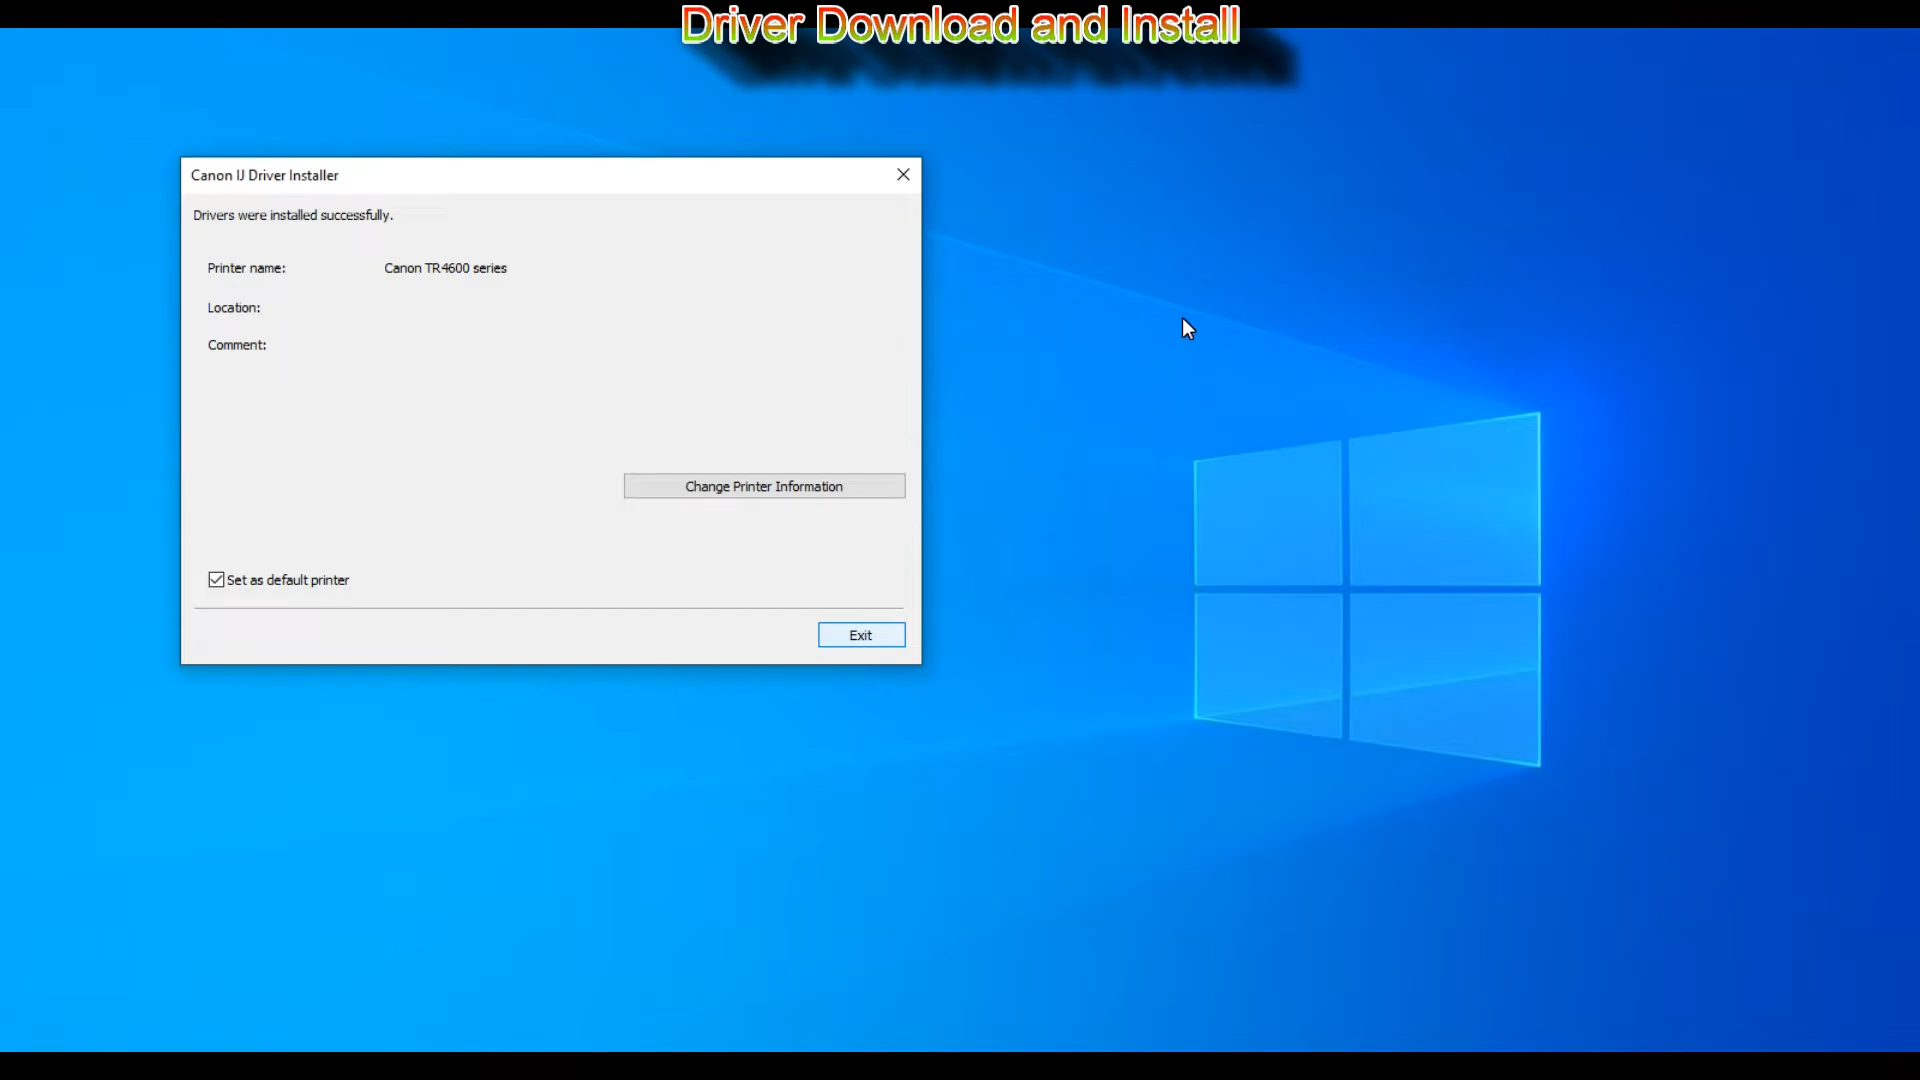 Driver Download and Install
Canon IJ Driver Installer
Drivers were installed successfully.
Printer name: Canon TR4600 series
Location:
Comment:
Change Printer Information
Set as default printer
Exit